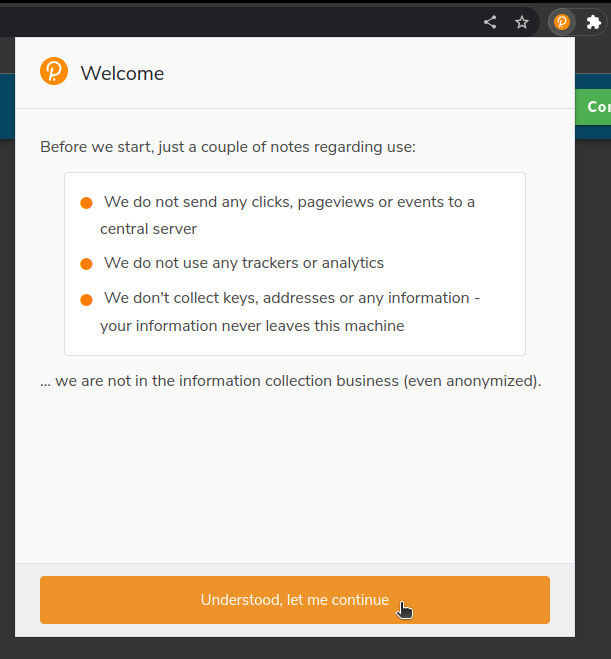 Con
Welcome
Before we start, just a couple of notes regarding use:
We do not send any clicks, pageviews or events to a
central server
We do not use any trackers or analytics
We don't collect keys, addresses or any information -
your information never leaves this machine
... we are not in the information collection business (even anonymized).
Understood, let me continue